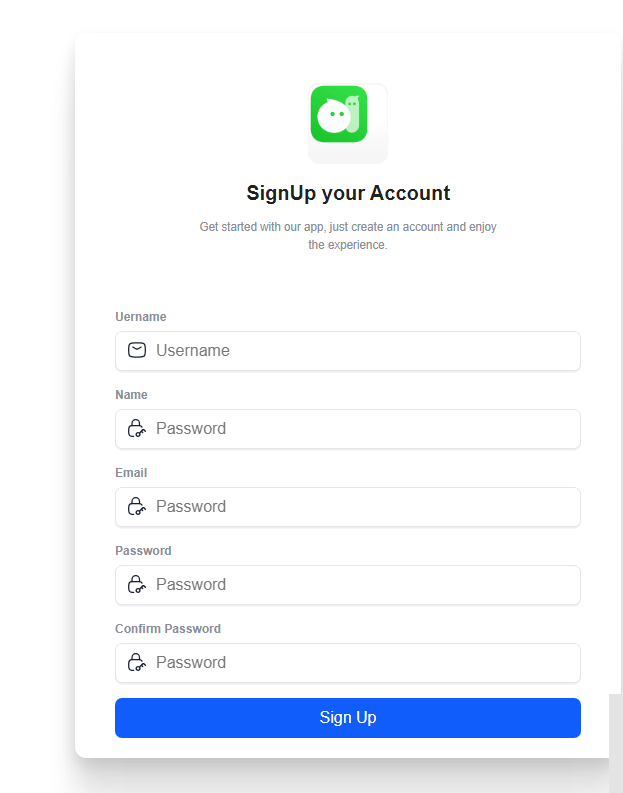 SignUp your Account
Get started with our app, just create an account and enjoy
the experience.
Uername
Username
Name
Password
Email
Password
Password
Password
Confirm Password
Password
Sign Up